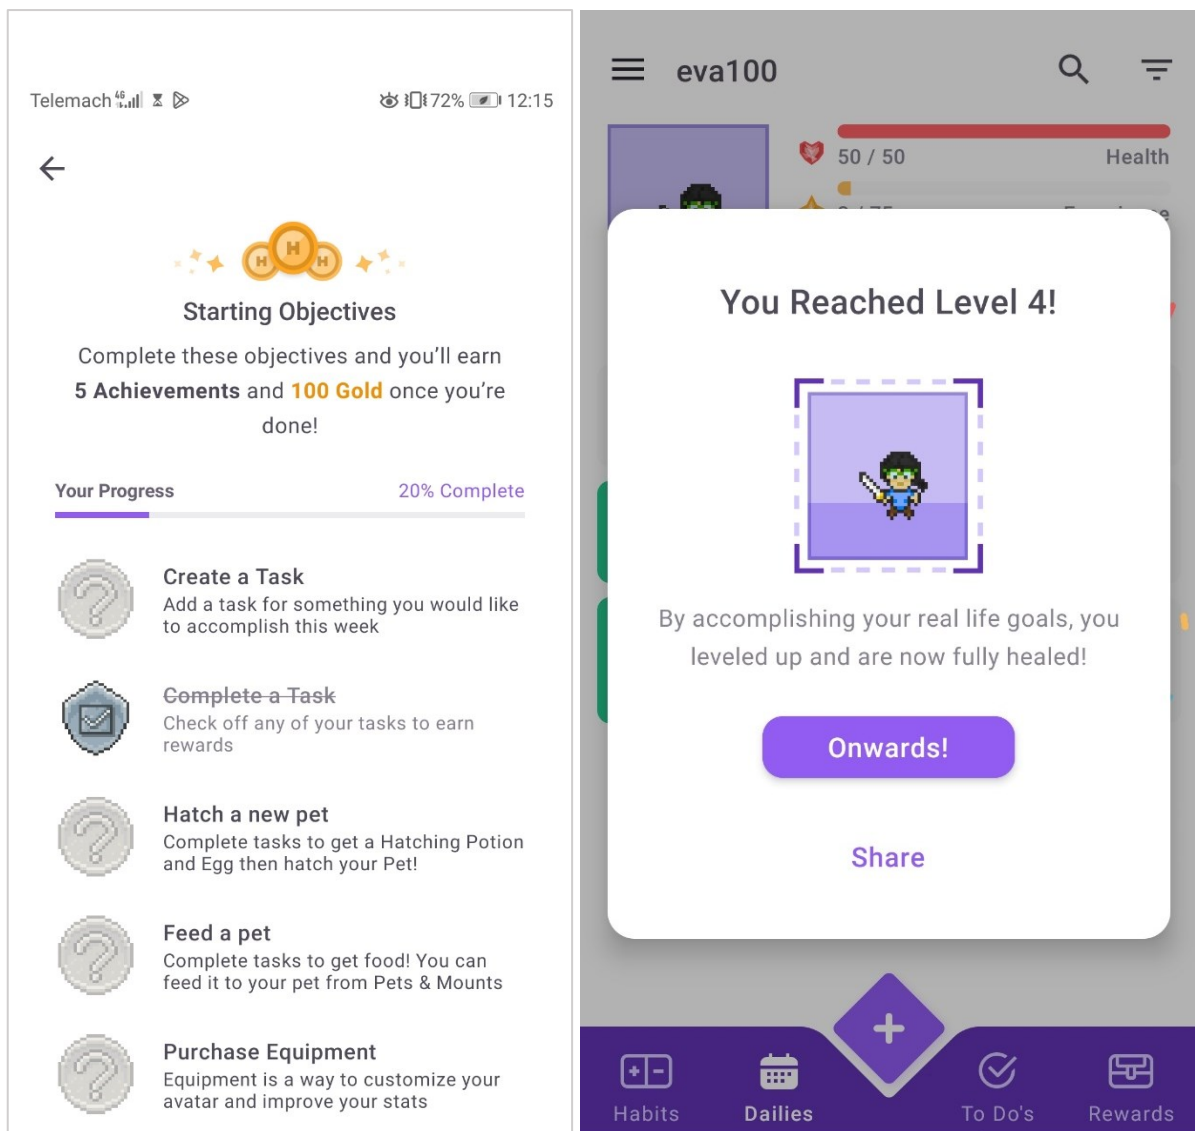 Telemach 4G 72% 12:15
Starting Objectives
Complete these objectives and you'll earn
5 Achievements and 100 Gold once you're
done!
Your Progress 20% Complete
Create a Task
Add a task for something you would like
to accomplish this week
Complete a Task
Check off any of your tasks to earn
rewards
Hatch a new pet
Complete tasks to get a Hatching Potion
and Egg then hatch your Pet!
Feed a pet
Complete tasks to get food! You can
feed it to your pet from Pets & Mounts
Purchase Equipment
Equipment is a way to customize your
avatar and improve your stats
eva100
50 / 50 Health
You Reached Level 4!
By accomplishing your real life goals, you
leveled up and are now fully healed!
Onwards!
Share
Habits Dailies To Do's Rewards